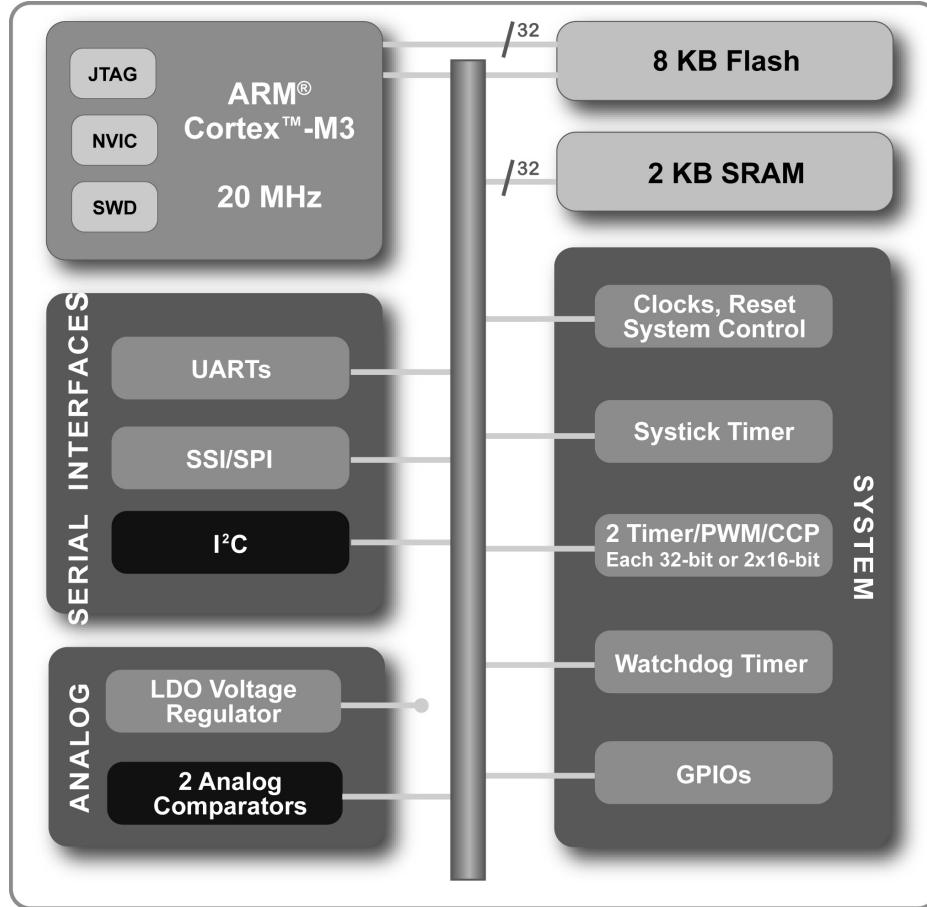 JTAG
NVIC
SWD
ARM®
Cortex™-M3
20 MHz
32
8 KB Flash
32
2 KB SRAM
SERIAL INTERFACES
UARTs
SSI/SPI
I²C
ANALOG
LDO Voltage
Regulator
2 Analog
Comparators
SYSTEM
Clocks, Reset
System Control
Systick Timer
2 Timer/PWM/CCP
Each 32-bit or 2x16-bit
Watchdog Timer
GPIOs